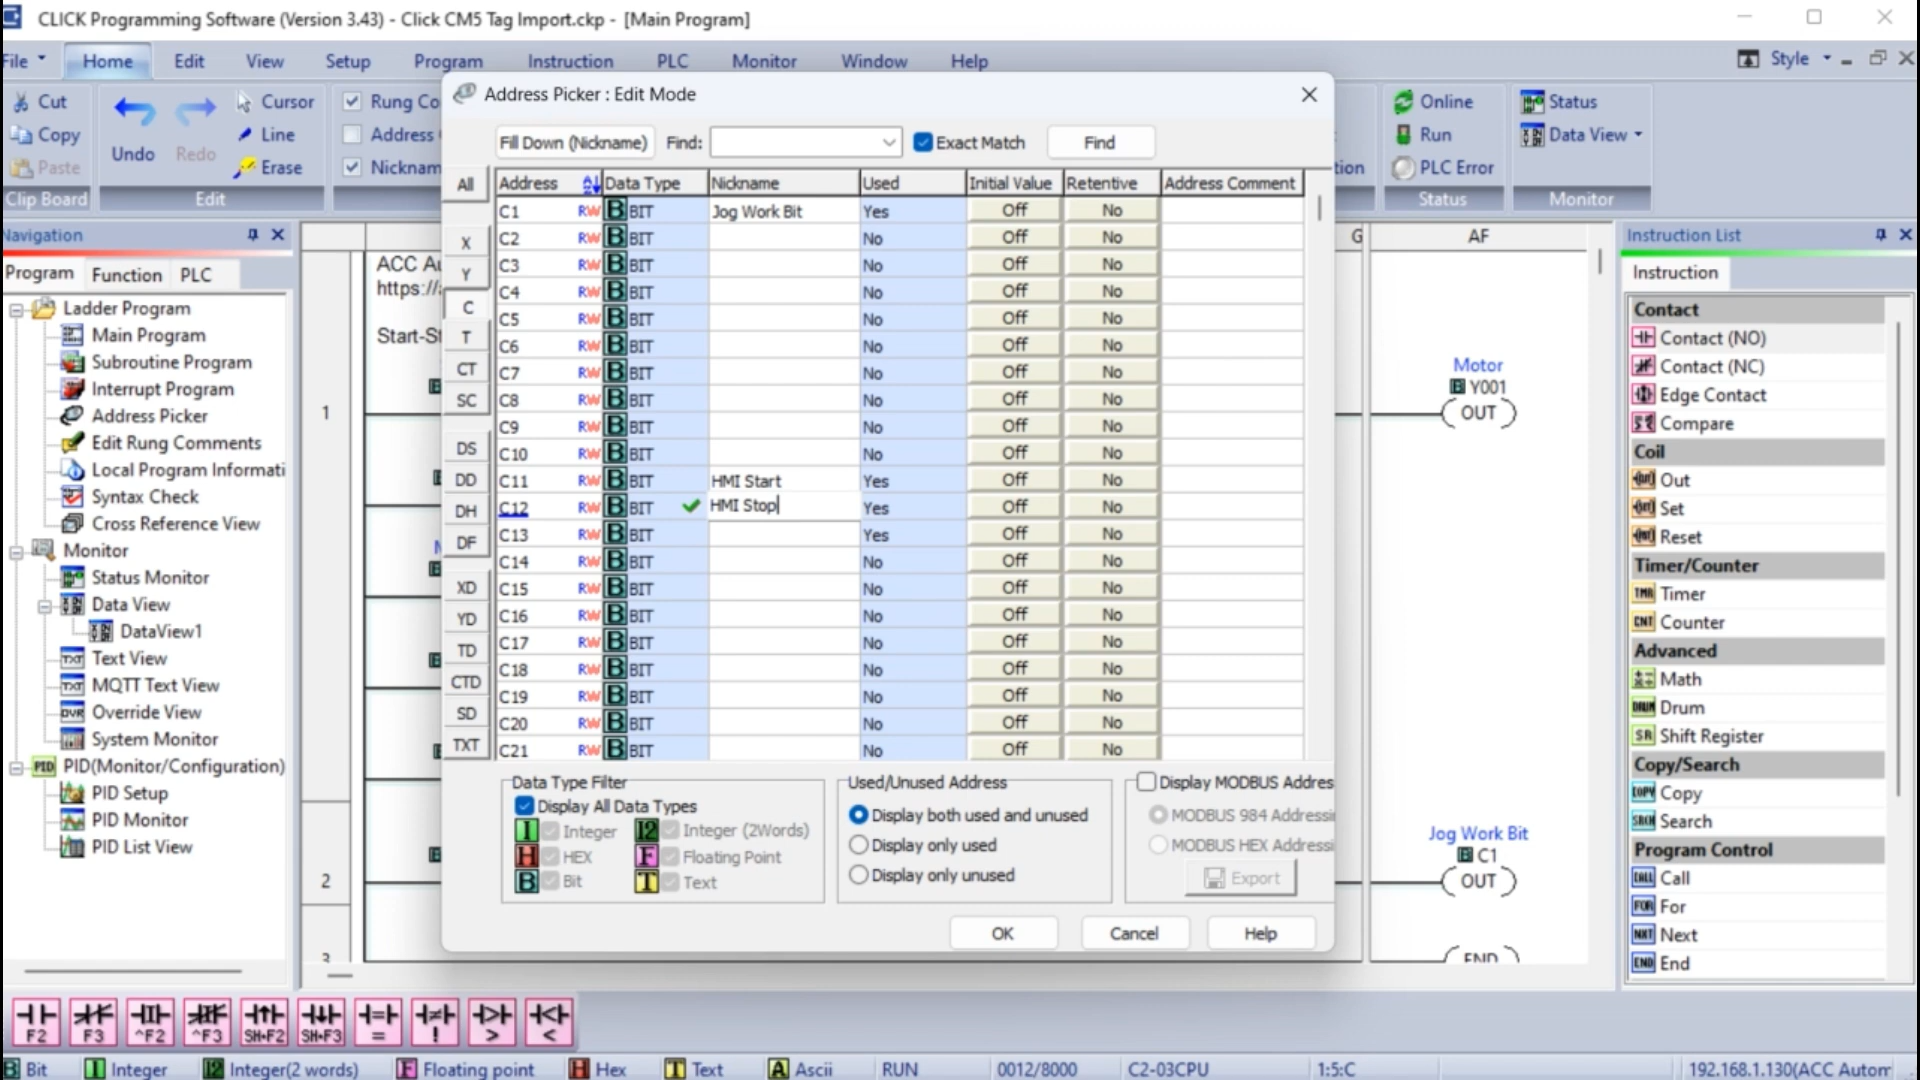 CLICK Programming Software (Version 3.43) - Click CM5 Tag Import.ckp - [Main Program]
File Home Edit View Setup Program Instruction PLC Monitor Window Help Style
Cut
Copy
Paste
Clip Board
Undo
Redo
Cursor
Line
Erase
Edit
Rung Co
Address
Nicknam
tion
Online
Run
PLC Error
Status
Status
Data View
Monitor
Navigation
Program Function PLC
Ladder Program
Main Program
Subroutine Program
Interrupt Program
Address Picker
Edit Rung Comments
Local Program Informati
Syntax Check
Cross Reference View
Monitor
Status Monitor
Data View
DataView1
Text View
MQTT Text View
Override View
System Monitor
PID(Monitor/Configuration)
PID Setup
PID Monitor
PID List View
ACC Au
https://
Start-St
1
2
3
Address Picker : Edit Mode
Fill Down (Nickname) Find: Exact Match Find
All
X
Y
C
T
CT
SC
DS
DD
DH
DF
XD
YD
TD
CTD
SD
TXT
Address Data Type Nickname Used Initial Value Retentive Address Comment
C1 RW B BIT Jog Work Bit Yes Off No
C2 RW B BIT No Off No
C3 RW B BIT No Off No
C4 RW B BIT No Off No
C5 RW B BIT No Off No
C6 RW B BIT No Off No
C7 RW B BIT No Off No
C8 RW B BIT No Off No
C9 RW B BIT No Off No
C10 RW B BIT No Off No
C11 RW B BIT HMI Start Yes Off No
C12 RW B BIT HMI Stop Yes Off No
C13 RW B BIT Yes Off No
C14 RW B BIT No Off No
C15 RW B BIT No Off No
C16 RW B BIT No Off No
C17 RW B BIT No Off No
C18 RW B BIT No Off No
C19 RW B BIT No Off No
C20 RW B BIT No Off No
C21 RW B BIT No Off No
Data Type Filter
Display All Data Types
I Integer I2 Integer (2Words)
H HEX F Floating Point
B Bit T Text
Used/Unused Address
Display both used and unused
Display only used
Display only unused
Display MODBUS Addres
MODBUS 984 Addressi
MODBUS HEX Addressi
Export
OK Cancel Help
G AF
Motor
B Y001
OUT
Jog Work Bit
B C1
OUT
END
Instruction List
Instruction
Contact
Contact (NO)
Contact (NC)
Edge Contact
Compare
Coil
Out
Set
Reset
Timer/Counter
TMR Timer
CNT Counter
Advanced
Math
DRUM Drum
SR Shift Register
Copy/Search
COPY Copy
SRCH Search
Program Control
CALL Call
FOR For
NXT Next
END End
F2 F3 ^F2 ^F3 SH+F2 SH+F3 = ! > <
B Bit I Integer I2 Integer(2 words) F Floating point H Hex T Text A Ascii RUN 0012/8000 C2-03CPU 1:5:C 192.168.1.130(ACC Autom